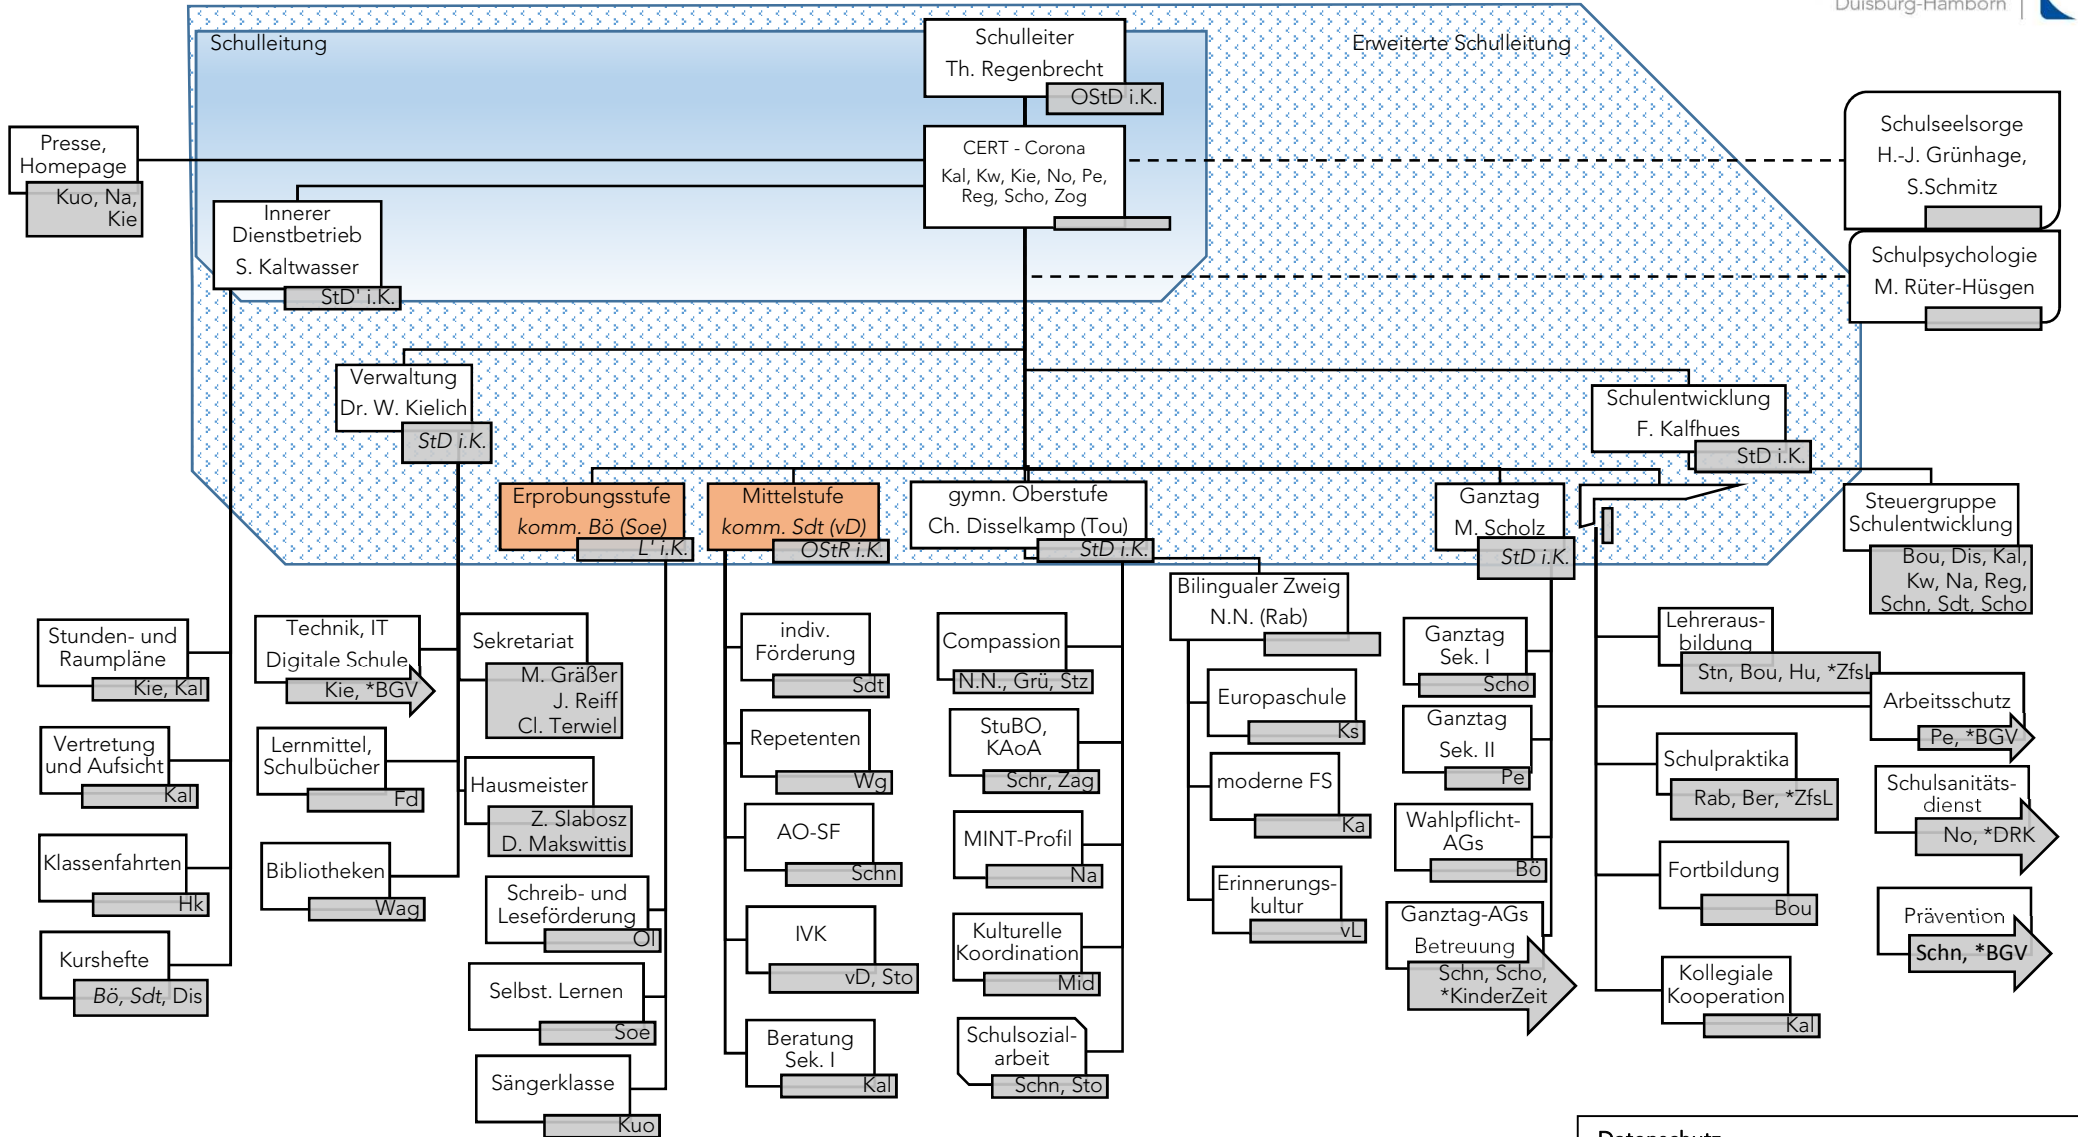 Duisburg-Hamborn
Schulleitung
Schulleiter
Th. Regenbrecht
OStD i.K.
Erweiterte Schulleitung
CERT - Corona
Kal, Kw, Kie, No, Pe,
Reg, Scho, Zog
Presse,
Homepage
Kuo, Na,
Kie
Schulseelsorge
H.-J. Grünhage,
S.Schmitz
Innerer
Dienstbetrieb
S. Kaltwasser
StD' i.K.
Schulpsychologie
M. Rüter-Hüsgen
Verwaltung
Dr. W. Kielich
StD i.K.
Schulentwicklung
F. Kalfhues
StD i.K.
Erprobungsstufe
komm. Bö (Soe)
L' i.K.
Mittelstufe
komm. Sdt (vD)
OStR i.K.
gymn. Oberstufe
Ch. Disselkamp (Tou)
StD i.K.
Ganztag
M. Scholz
StD i.K.
Steuergruppe
Schulentwicklung
Bou, Dis, Kal,
Kw, Na, Reg,
Schn, Sdt, Scho
Bilingualer Zweig
N.N. (Rab)
Stunden- und
Raumpläne
Kie, Kal
Vertretung
und Aufsicht
Kal
Klassenfahrten
Hk
Kurshefte
Bö, Sdt, Dis
Technik, IT
Digitale Schule
Kie, *BGV
Lernmittel,
Schulbücher
Fd
Bibliotheken
Wag
Sekretariat
M. Gräßer
J. Reiff
Cl. Terwiel
Hausmeister
Z. Slabosz
D. Makswittis
Schreib- und
Leseförderung
Ol
Selbst. Lernen
Soe
Sängerklasse
Kuo
indiv.
Förderung
Sdt
Repetenten
Wg
AO-SF
Schn
IVK
vD, Sto
Beratung
Sek. I
Kal
Compassion
N.N., Grü, Stz
StuBO,
KAoA
Schr, Zag
MINT-Profil
Na
Kulturelle
Koordination
Mid
Schulsozial-
arbeit
Schn, Sto
Europaschule
Ks
moderne FS
Ka
Erinnerungs-
kultur
vL
Ganztag
Sek. I
Scho
Ganztag
Sek. II
Pe
Wahlpflicht-
AGs
Bö
Ganztag-AGs
Betreuung
Schn, Scho,
*KinderZeit
Lehreraus-
bildung
Stn, Bou, Hu, *ZfsL
Schulpraktika
Rab, Ber, *ZfsL
Fortbildung
Bou
Kollegiale
Kooperation
Kal
Arbeitsschutz
Pe, *BGV
Schulsanitäts-
dienst
No, *DRK
Prävention
Schn, *BGV
Datenschutz